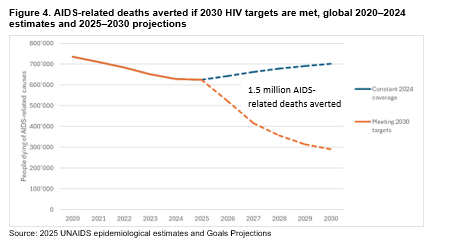 Figure 4. AIDS-related deaths averted if 2030 HIV targets are met, global 2020–2024
estimates and 2025–2030 projections
800'000
700'000
600'000
500'000
400'000
300'000
200'000
100'000
0
People dying of AIDS-related causes
1.5 million AIDS-
related deaths averted
Constant 2024
coverage
Meeting 2030
targets
2020 2021 2022 2023 2024 2025 2026 2027 2028 2029 2030
Source: 2025 UNAIDS epidemiological estimates and Goals Projections